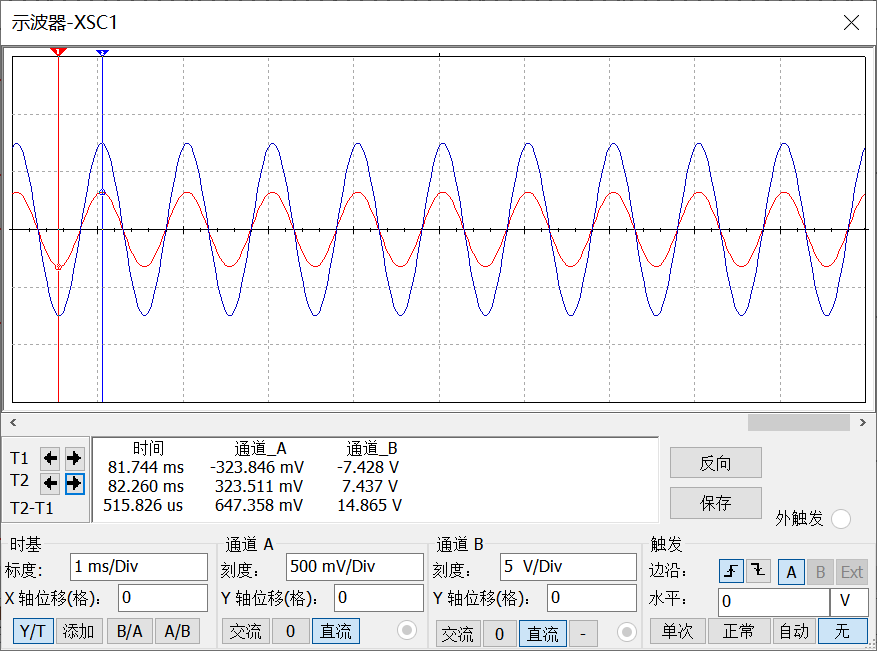 示波器-XSC1
时间 通道_A 通道_B
T1 81.744 ms -323.846 mV -7.428 V
T2 82.260 ms 323.511 mV 7.437 V
T2-T1 515.826 us 647.358 mV 14.865 V
反向
保存
外触发
时基 通道 A 通道 B 触发
标度: 1 ms/Div 刻度: 500 mV/Div 刻度: 5 V/Div 边沿: A B Ext
X 轴位移(格): 0 Y 轴位移(格): 0 Y 轴位移(格): 0 水平: 0 V
Y/T 添加 B/A A/B 交流 0 直流 交流 0 直流 - 单次 正常 自动 无